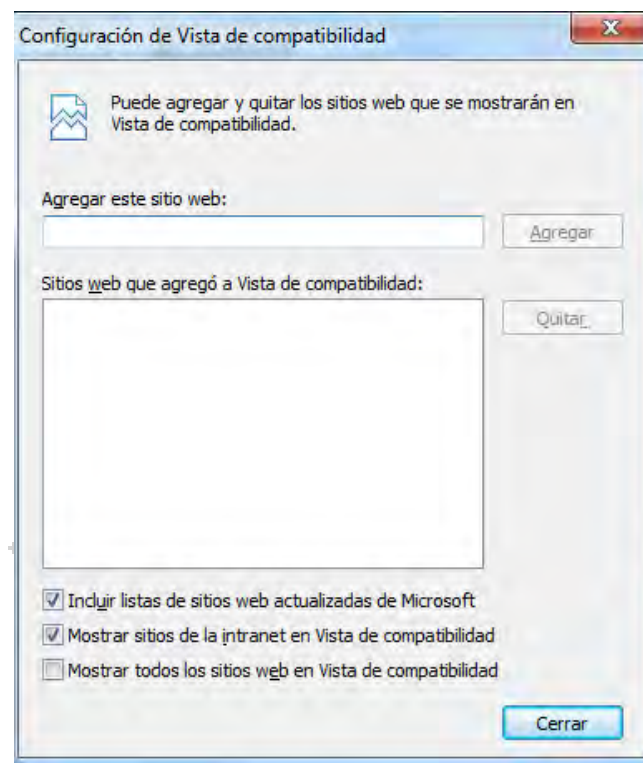 Configuración de Vista de compatibilidad
Puede agregar y quitar los sitios web que se mostrarán en
Vista de compatibilidad.
Agregar este sitio web:
Agregar
Sitios web que agregó a Vista de compatibilidad:
Quitar
Incluir listas de sitios web actualizadas de Microsoft
Mostrar sitios de la intranet en Vista de compatibilidad
Mostrar todos los sitios web en Vista de compatibilidad
Cerrar